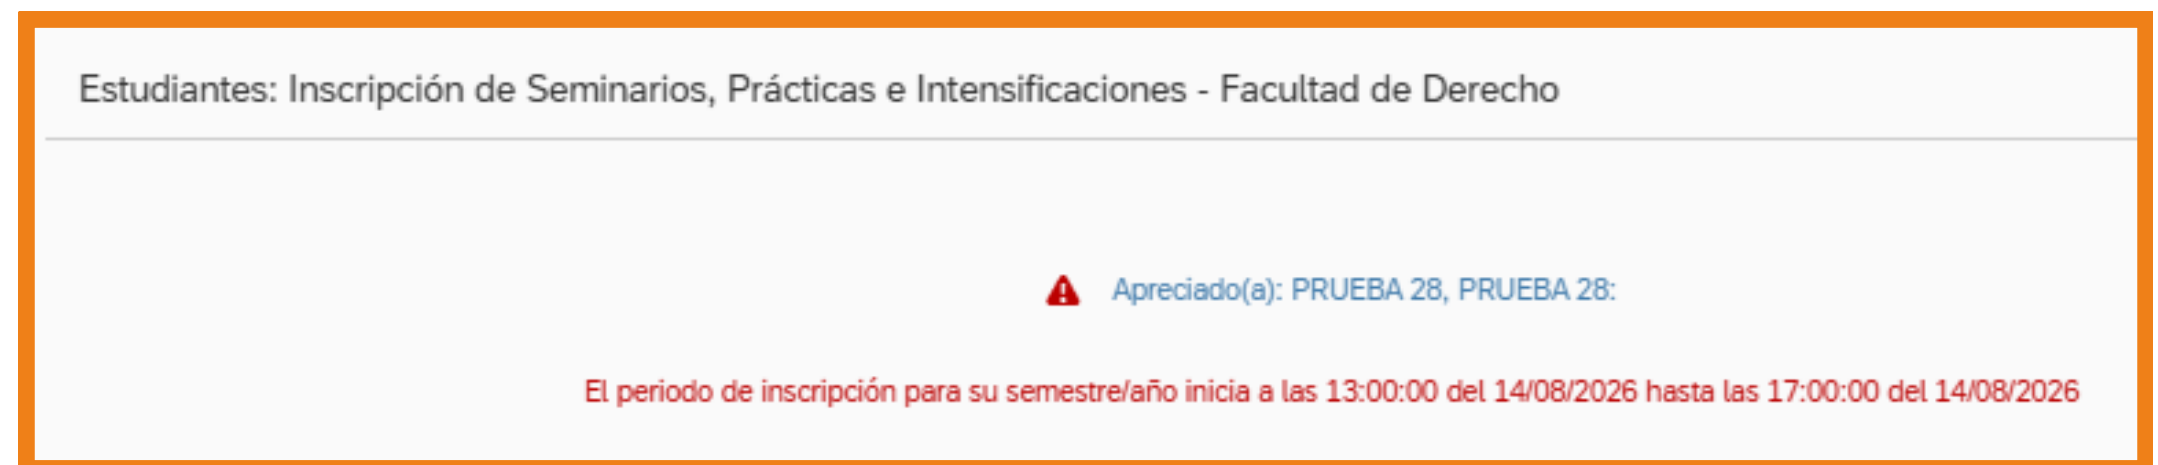 Estudiantes: Inscripción de Seminarios, Prácticas e Intensificaciones - Facultad de Derecho
Apreciado(a): PRUEBA 28, PRUEBA 28:
El periodo de inscripción para su semestre/año inicia a las 13:00:00 del 14/08/2026 hasta las 17:00:00 del 14/08/2026